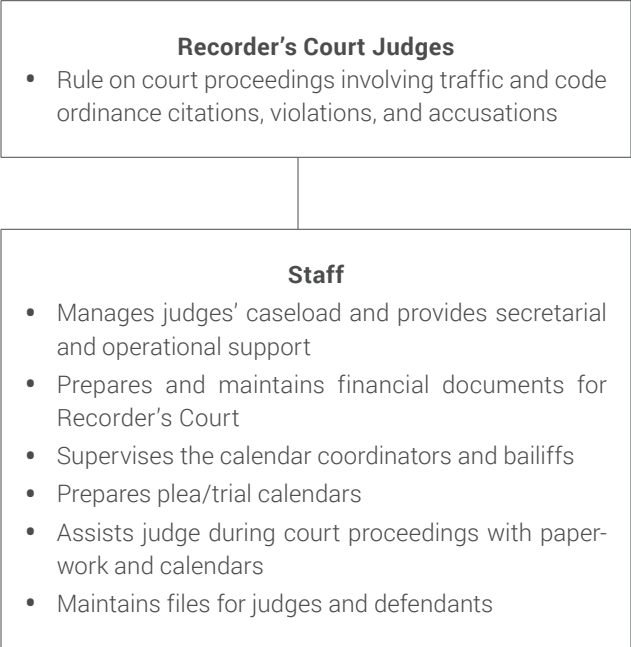 Recorder’s Court Judges
• Rule on court proceedings involving traffic and code
ordinance citations, violations, and accusations
Staff
• Manages judges’ caseload and provides secretarial
and operational support
• Prepares and maintains financial documents for
Recorder’s Court
• Supervises the calendar coordinators and bailiffs
• Prepares plea/trial calendars
• Assists judge during court proceedings with paper-
work and calendars
• Maintains files for judges and defendants